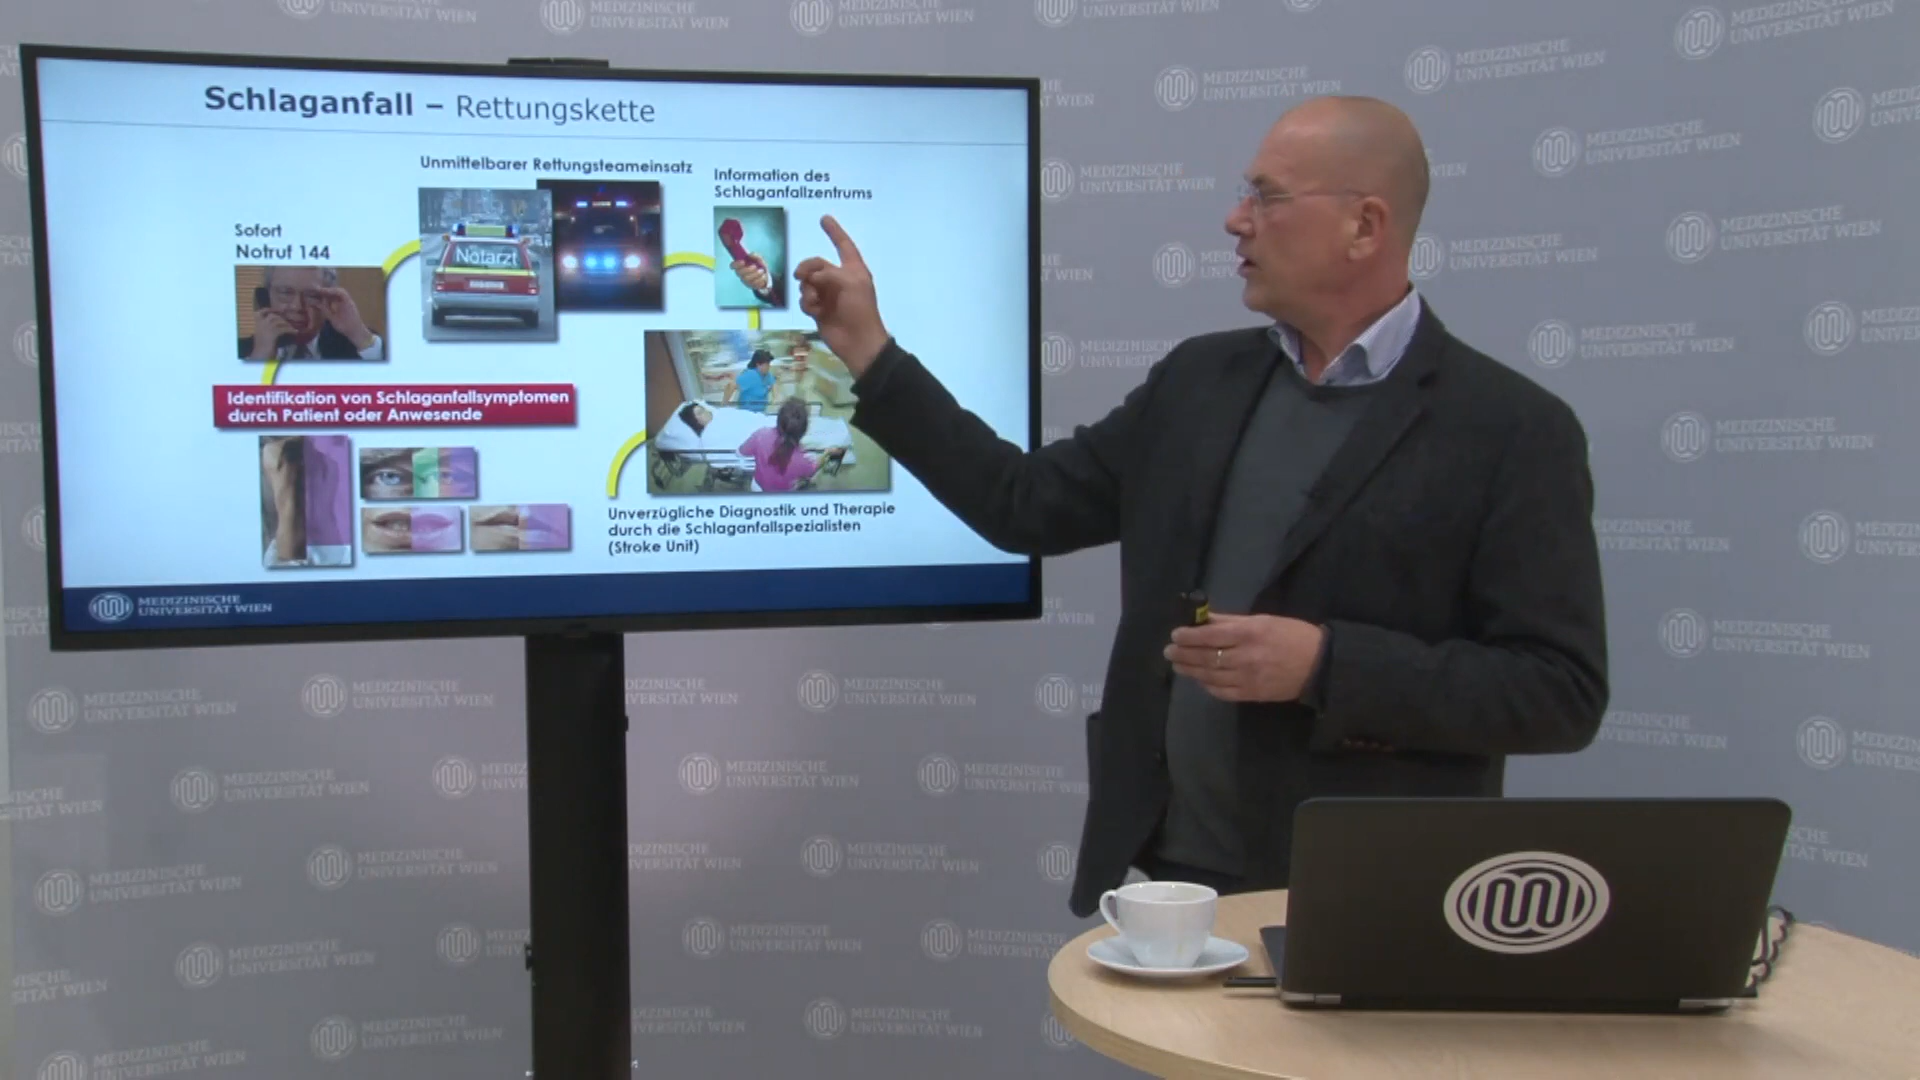 Schlaganfall – Rettungskette
Unmittelbarer Rettungsteameinsatz
Information des
Schlaganfallzentrums
Sofort
Notruf 144
Notarzt
Identifikation von Schlaganfallsymptomen
durch Patient oder Anwesende
Unverzügliche Diagnostik und Therapie
durch die Schlaganfallspezialisten
(Stroke Unit)
MEDIZINISCHE
UNIVERSITÄT WIEN
MEDIZINISCHE
UNIVERSITÄT WIEN